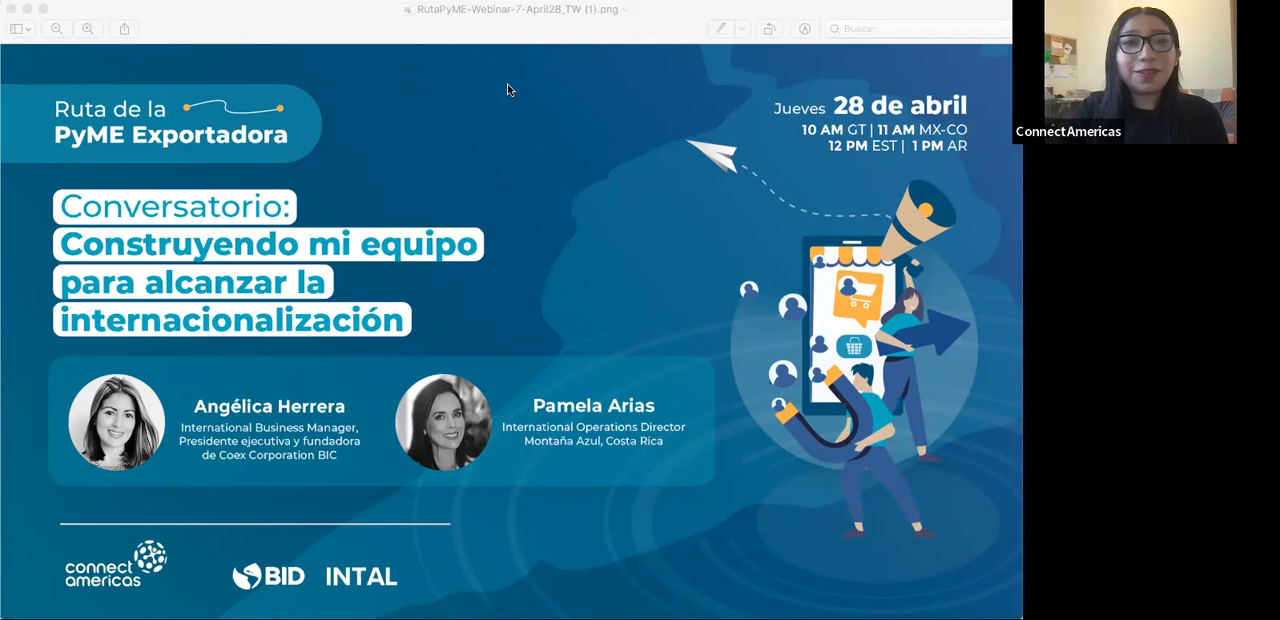 RutaPyME-Webinar-7-April28_TW (1).png
Buscar
ConnectAmericas
Ruta de la
PyME Exportadora
Jueves 28 de abril
10 AM GT | 11 AM MX-CO
12 PM EST | 1 PM AR
Conversatorio:
Construyendo mi equipo
para alcanzar la
internacionalización
Angélica Herrera
International Business Manager,
Presidente ejecutiva y fundadora
de Coex Corporation BIC
Pamela Arias
International Operations Director
Montaña Azul, Costa Rica
connect
americas
BID
INTAL